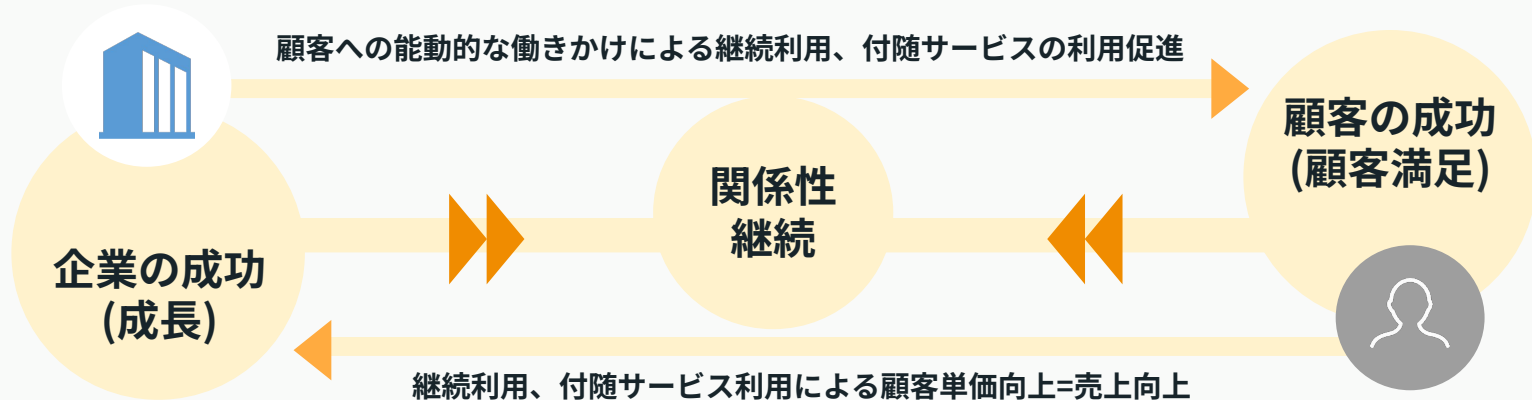 顧客への能動的な働きかけによる継続利用、付随サービスの利用促進
顧客の成功
(顧客満足)
関係性
継続
企業の成功
(成長)
継続利用、付随サービス利用による顧客単価向上=売上向上